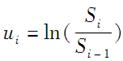 u_i = ln(S_i / S_{i−1})